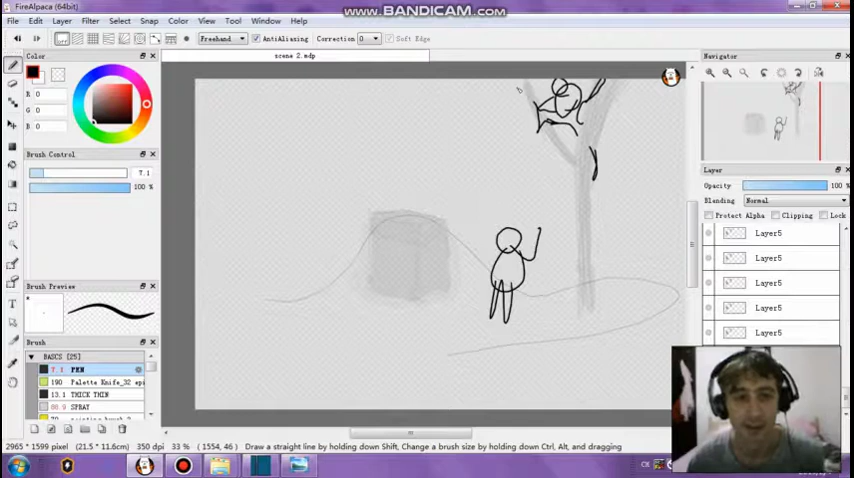 FireAlpaca (64bit)
WWW.BANDICAM.COM
File Edit Layer Filter Select Snap Color View Tool Window Help
Freehand AntiAliasing Correction 0 Soft Edge
Color
scene 2.mdp
Navigator
R 0
G 0
B 0
Brush Control
7.1
100 %
Layer
Opacity 100 %
Blending Normal
Protect Alpha Clipping Lock
Layer5
Layer5
Layer5
Layer5
Layer5
Brush Preview
Brush
BASICS [25]
7.1 PEN
190 Palette Knife_32 epi
13.1 THICK THIN
SPRAY
2965 * 1599 pixel (21.5 * 11.6cm) 350 dpi 33 % (1554, 46) Draw a straight line by holding down Shift, Change a brush size by holding down Ctrl, Alt, and dragging